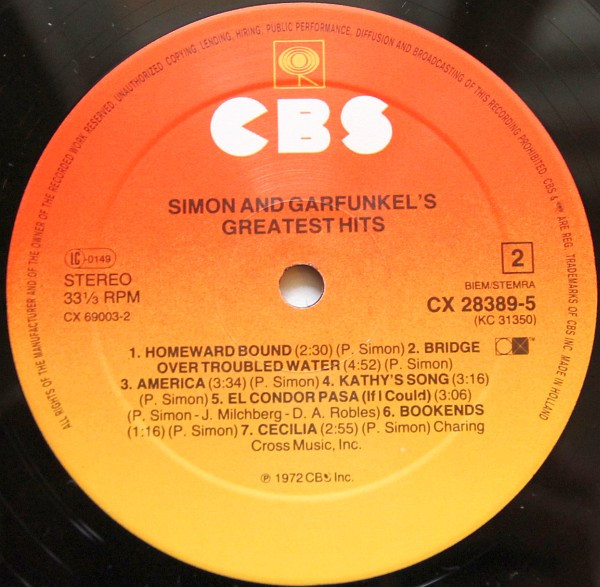 ALL RIGHTS OF THE MANUFACTURER AND OF THE OWNER OF THE RECORDED WORK RESERVED. UNAUTHORIZED COPYING, LENDING, HIRING, PUBLIC PERFORMANCE, DIFFUSION AND BROADCASTING OF THIS RECORDING PROHIBITED. CBS & ARE REG. TRADEMARKS OF CBS INC MADE IN HOLLAND
CBS
SIMON AND GARFUNKEL'S
GREATEST HITS
LC-0149
STEREO
33⅓ RPM
CX 69003-2
2
BIEM/STEMRA
CX 28389-5
(KC 31350)
1. HOMEWARD BOUND (2:30) (P. Simon) 2. BRIDGE
OVER TROUBLED WATER (4:52) (P. Simon)
3. AMERICA (3:34) (P. Simon) 4. KATHY'S SONG (3:16)
(P. Simon) 5. EL CONDOR PASA (If I Could) (3:06)
(P. Simon - J. Milchberg - D. A. Robles) 6. BOOKENDS
(1:16) (P. Simon) 7. CECILIA (2:55) (P. Simon) Charing
Cross Music, Inc.
℗ 1972 CBS Inc.